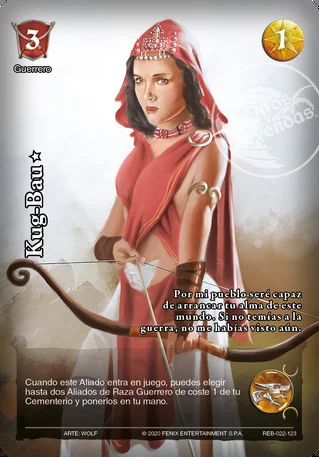 3
1
Guerrero
Mitos
Leyendas
Kug-Bau
Por mi pueblo seré capaz
de arrancar tu alma de este
mundo. Si no temías a la
guerra, no me habías visto aún.
Cuando este Aliado entra en juego, puedes elegir
hasta dos Aliados de Raza Guerrero de coste 1 de tu
Cementerio y ponerlos en tu mano.
ARTE: WOLF
© 2020 FENIX ENTERTAINMENT S.P.A.
REB-022-123